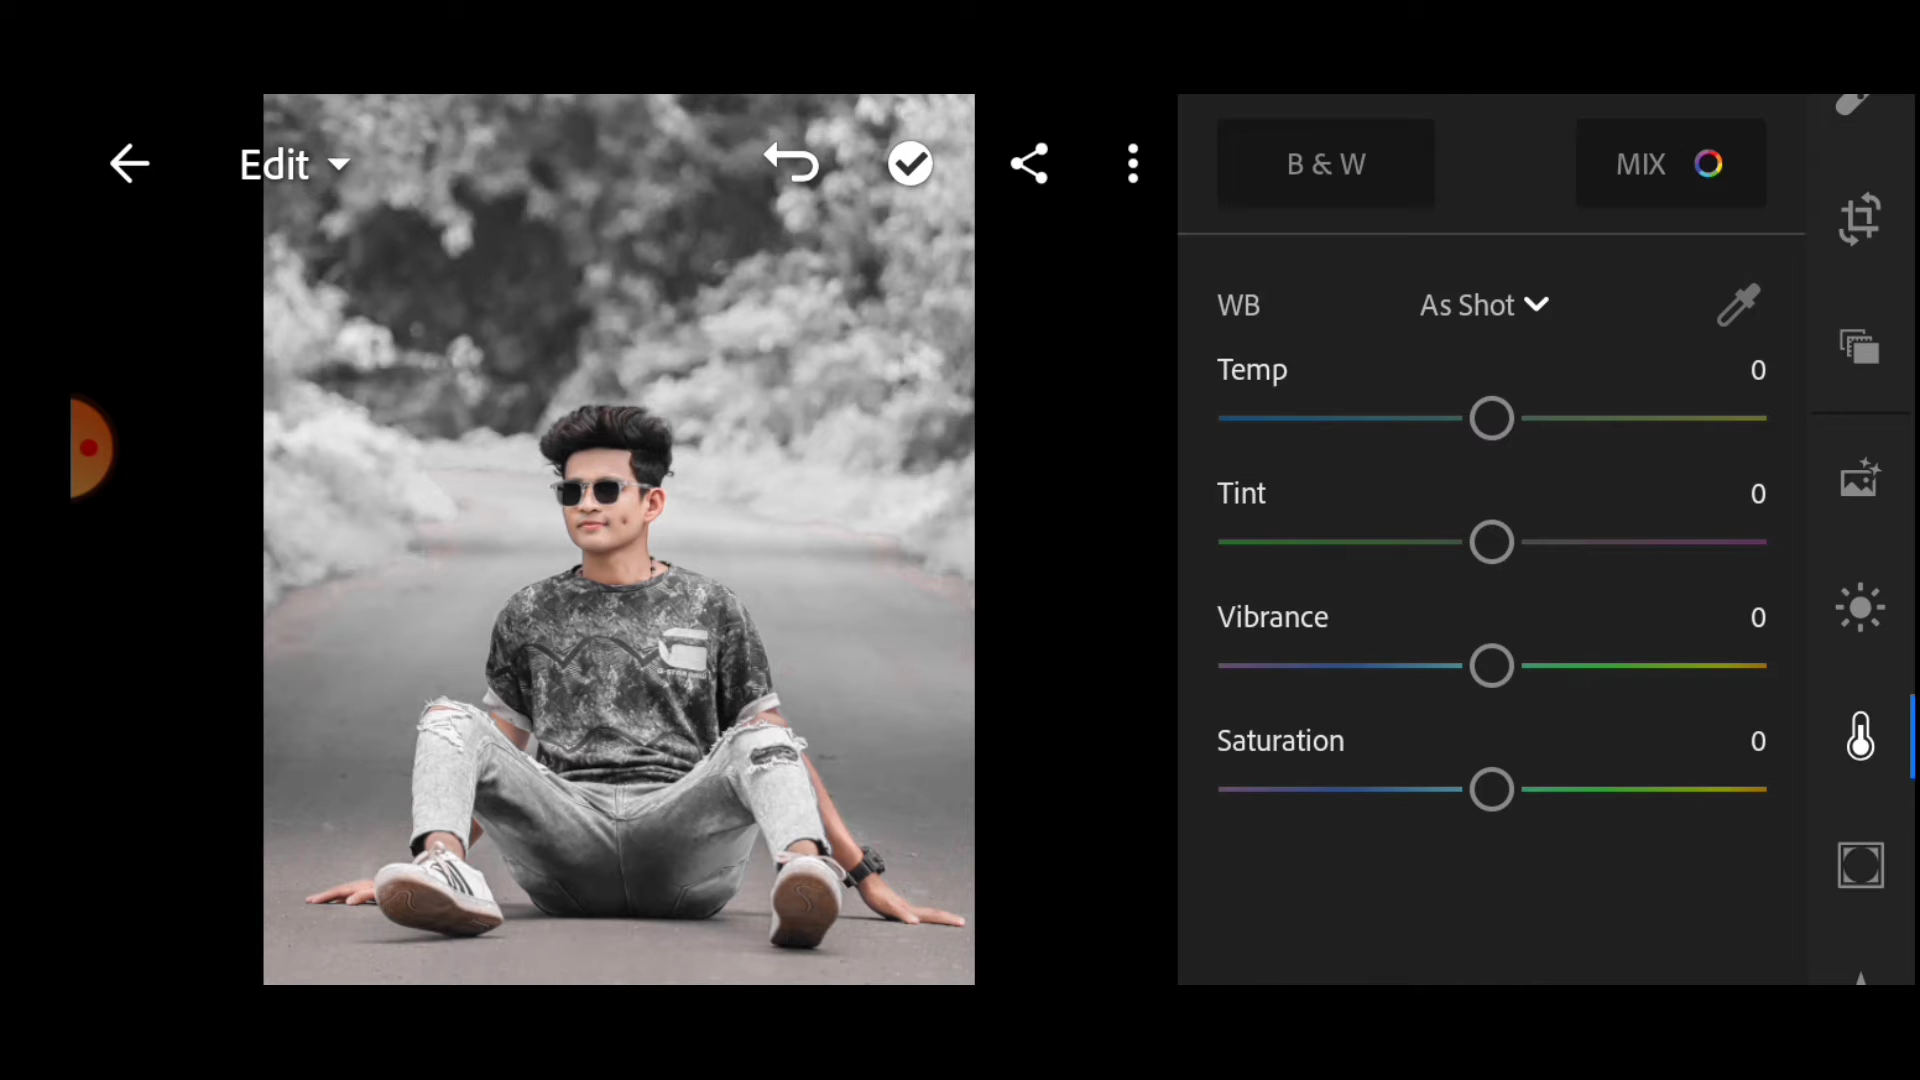 Edit
B & W
MIX
WB
As Shot
Temp
0
Tint
0
Vibrance
0
Saturation
0